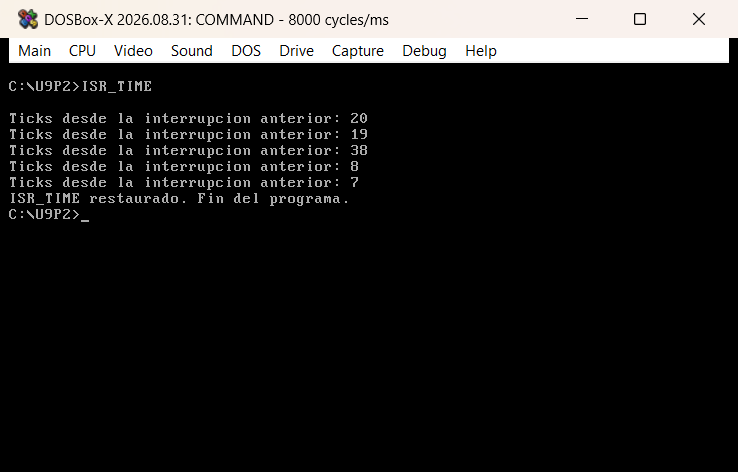 DOSBox-X 2026.08.31: COMMAND - 8000 cycles/ms
Main CPU Video Sound DOS Drive Capture Debug Help
C:\U9P2>ISR_TIME
Ticks desde la interrupcion anterior: 20
Ticks desde la interrupcion anterior: 19
Ticks desde la interrupcion anterior: 38
Ticks desde la interrupcion anterior: 8
Ticks desde la interrupcion anterior: 7
ISR_TIME restaurado. Fin del programa.
C:\U9P2>_